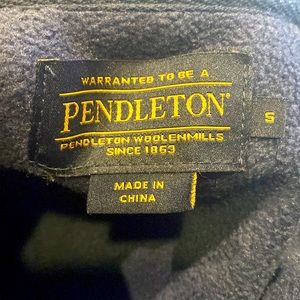 WARRANTED TO BE A
PENDLETON®
PENDLETON WOOLEN MILLS
SINCE 1863
S
MADE IN
CHINA